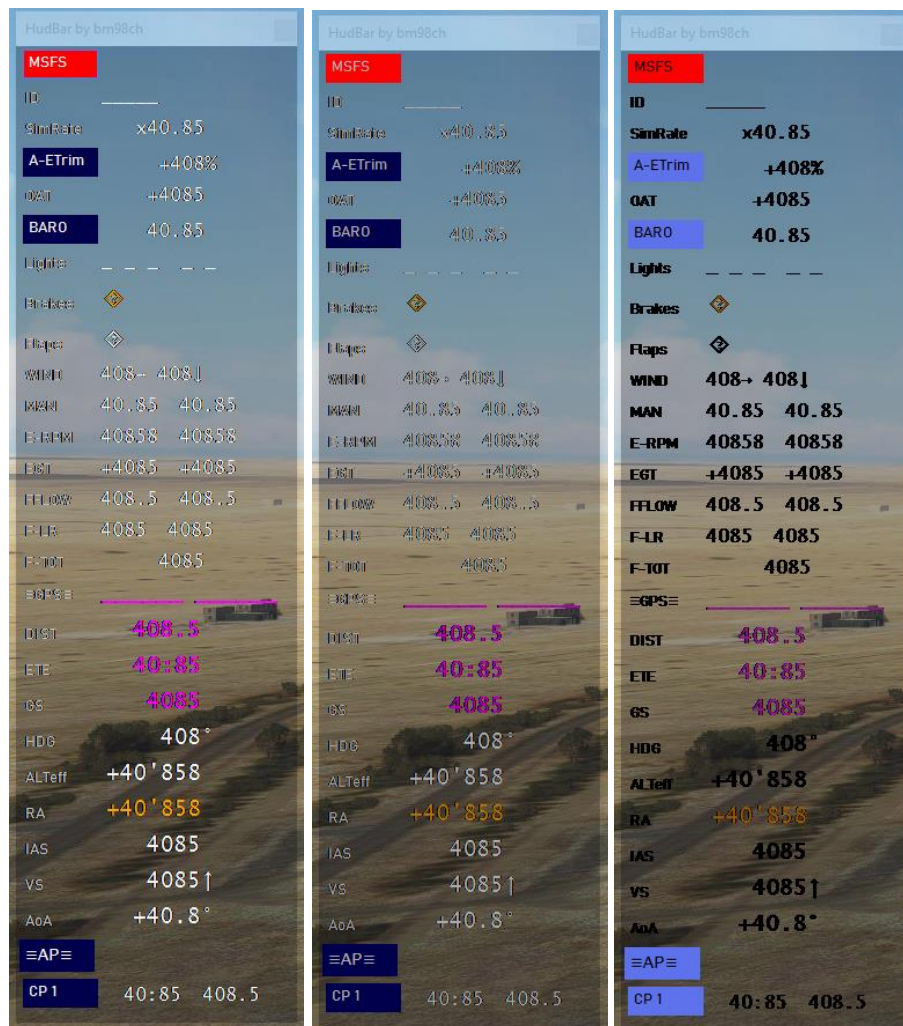 HudBar by bm98ch
MSFS
ID ______
SimRate x40.85
A-ETrim +408%
OAT +4085
BARO 40.85
Lights _ _ _ _ _
Brakes
Flaps
WIND 408→ 408↓
MAN 40.85 40.85
E-RPM 40858 40858
EGT +4085 +4085
FFLOW 408.5 408.5
F-LR 4085 4085
F-TOT 4085
≡GPS≡ _____ _____
DIST 408.5
ETE 40:85
GS 4085
HDG 408°
ALTeff +40'858
RA +40'858
IAS 4085
VS 4085↑
AoA +40.8°
≡AP≡
CP 1 40:85 408.5
HudBar by bm98ch
MSFS
ID ______
SimRate x40.85
A-ETrim +408%
OAT +4085
BARO 40.85
Lights _ _ _ _ _
Brakes
Flaps
WIND 408→ 408↓
MAN 40.85 40.85
E-RPM 40858 40858
EGT +4085 +4085
FFLOW 408.5 408.5
F-LR 4085 4085
F-TOT 4085
≡GPS≡ _____ _____
DIST 408.5
ETE 40:85
GS 4085
HDG 408°
ALTeff +40'858
RA +40'858
IAS 4085
VS 4085↑
AoA +40.8°
≡AP≡
CP 1 40:85 408.5
HudBar by bm98ch
MSFS
ID ______
SimRate x40.85
A-ETrim +408%
OAT +4085
BARO 40.85
Lights _ _ _ _ _
Brakes
Flaps
WIND 408→ 408↓
MAN 40.85 40.85
E-RPM 40858 40858
EGT +4085 +4085
FFLOW 408.5 408.5
F-LR 4085 4085
F-TOT 4085
≡GPS≡ _____ _____
DIST 408.5
ETE 40:85
GS 4085
HDG 408°
ALTeff +40'858
RA +40'858
IAS 4085
VS 4085↑
AoA +40.8°
≡AP≡
CP 1 40:85 408.5